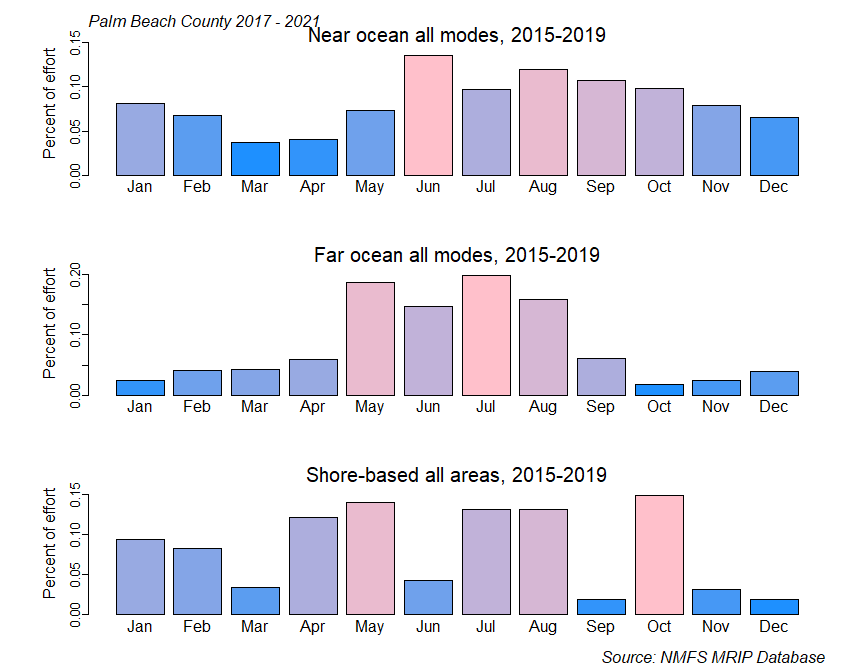 Palm Beach County 2017 - 2021
Near ocean all modes, 2015-2019
Percent of effort
0.00 0.05 0.10 0.15
Jan Feb Mar Apr May Jun Jul Aug Sep Oct Nov Dec
Far ocean all modes, 2015-2019
Percent of effort
0.00 0.10 0.20
Jan Feb Mar Apr May Jun Jul Aug Sep Oct Nov Dec
Shore-based all areas, 2015-2019
Percent of effort
0.00 0.05 0.10 0.15
Jan Feb Mar Apr May Jun Jul Aug Sep Oct Nov Dec
Source: NMFS MRIP Database